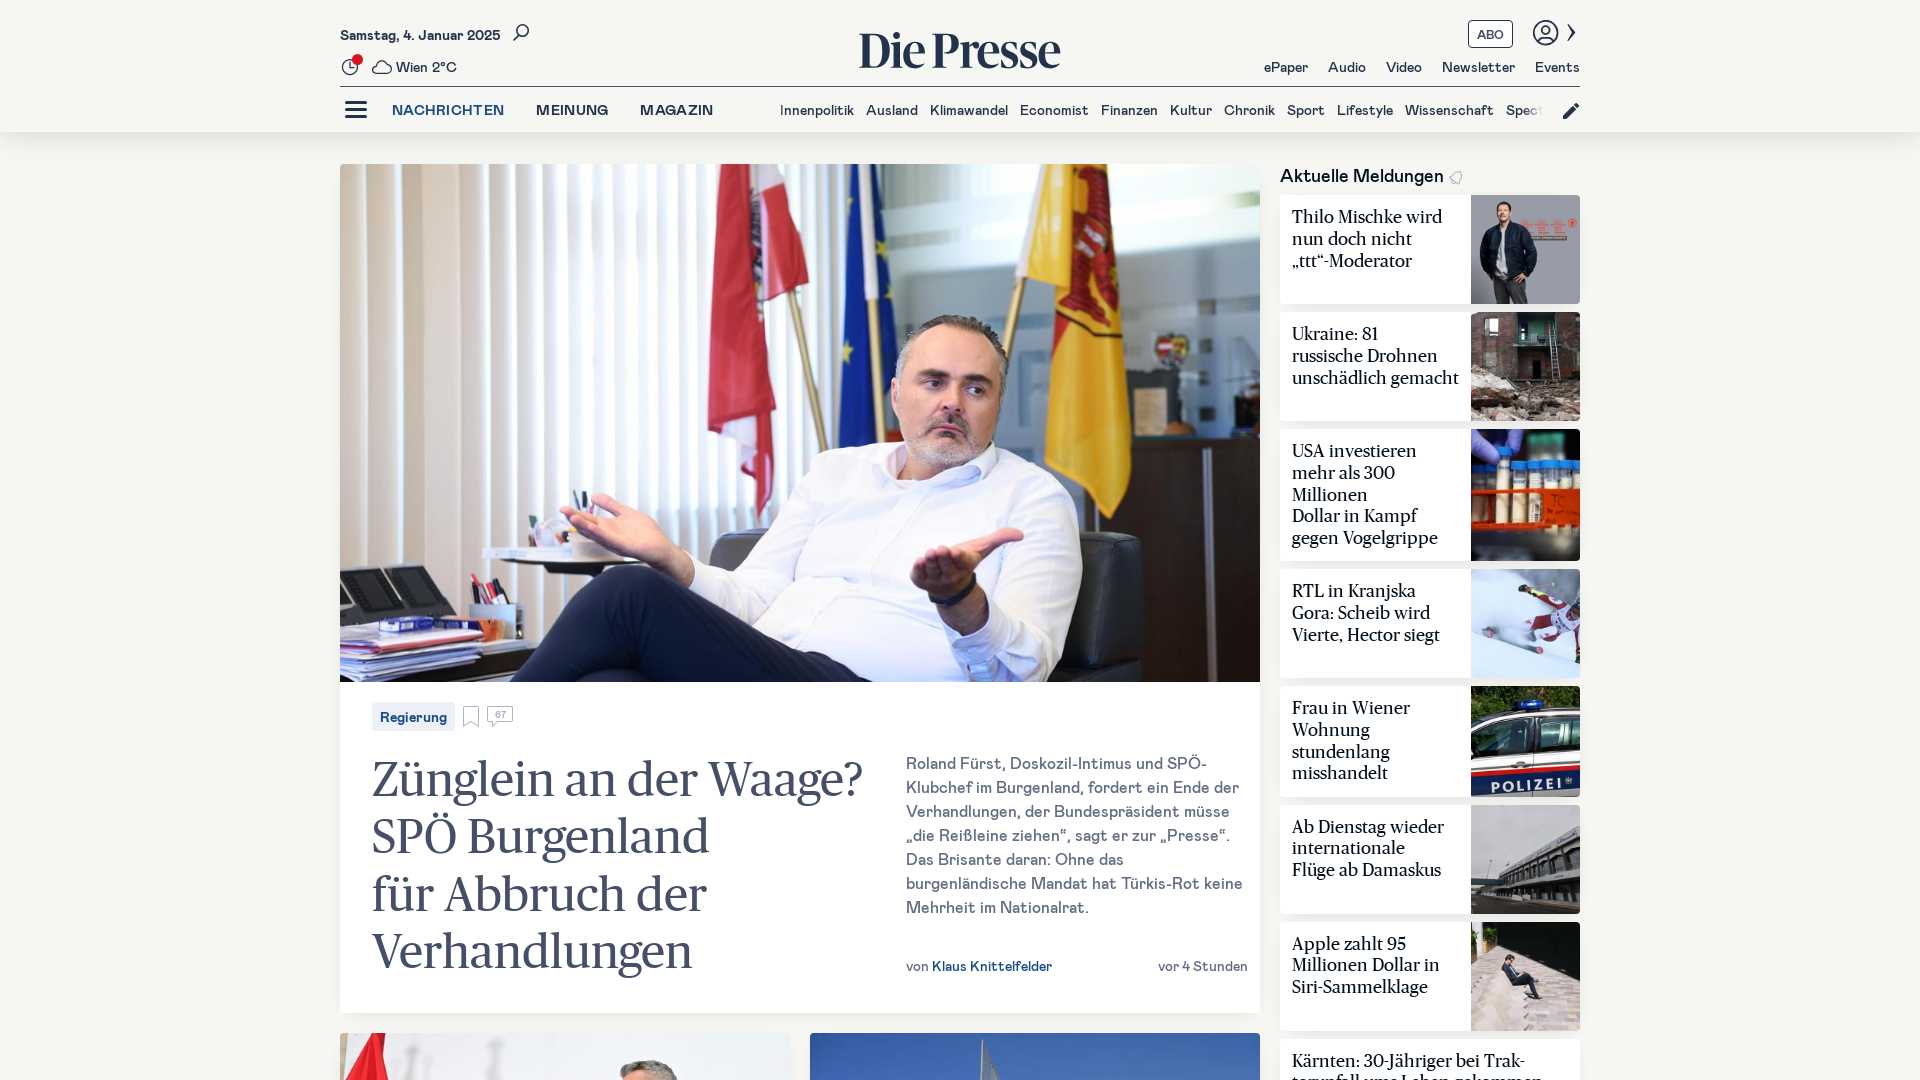 Samstag, 4. Januar 2025
Wien 2°C
Die Presse
ABO
ePaper Audio Video Newsletter Events
NACHRICHTEN MEINUNG MAGAZIN
Innenpolitik Ausland Klimawandel Economist Finanzen Kultur Chronik Sport Lifestyle Wissenschaft Spect
Regierung
67
Zünglein an der Waage?
SPÖ Burgenland
für Abbruch der
Verhandlungen
Roland Fürst, Doskozil-Intimus und SPÖ-
Klubchef im Burgenland, fordert ein Ende der
Verhandlungen, der Bundespräsident müsse
„die Reißleine ziehen“, sagt er zur „Presse“.
Das Brisante daran: Ohne das
burgenländische Mandat hat Türkis-Rot keine
Mehrheit im Nationalrat.
von Klaus Knittelfelder
vor 4 Stunden
Aktuelle Meldungen
Thilo Mischke wird
nun doch nicht
„ttt“-Moderator
Ukraine: 81
russische Drohnen
unschädlich gemacht
USA investieren
mehr als 300
Millionen
Dollar in Kampf
gegen Vogelgrippe
RTL in Kranjska
Gora: Scheib wird
Vierte, Hector siegt
Frau in Wiener
Wohnung
stundenlang
misshandelt
POLIZEI
Ab Dienstag wieder
internationale
Flüge ab Damaskus
Apple zahlt 95
Millionen Dollar in
Siri-Sammelklage
Kärnten: 30-Jähriger bei Trak-
torunfall ums Leben gekommen